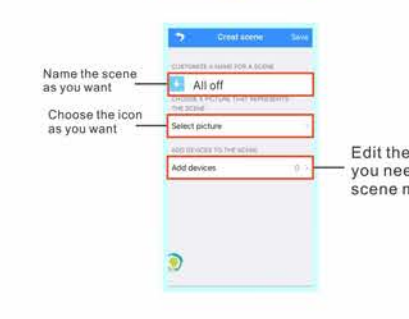 Creat scene Save
CUSTOMIZE A NAME FOR A SCENE
Name the scene
as you want
All off
CHOOSE A PICTURE THAT REPRESENTS
THE SCENE
Choose the icon
as you want
Select picture
ADD DEVICES TO THE SCENE
Add devices 0
Edit the
you nee
scene m